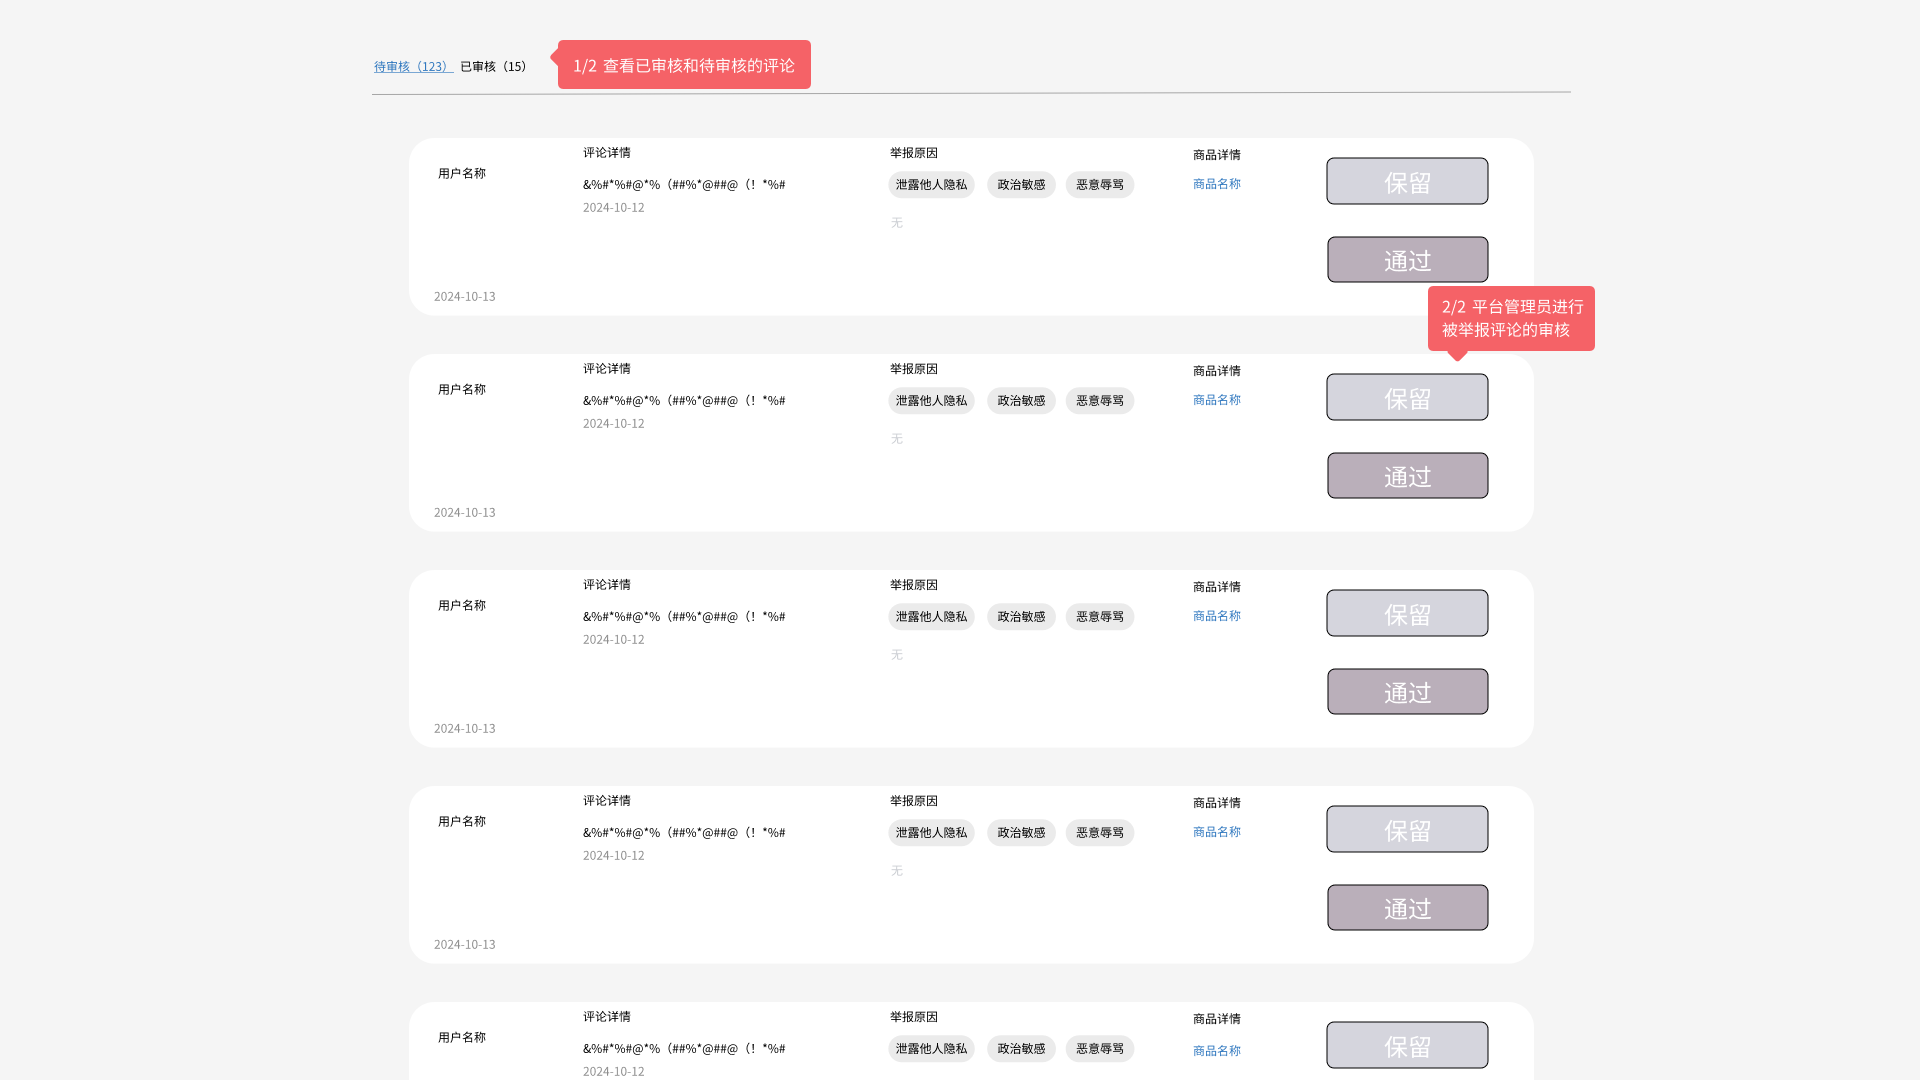 待审核（123） 已审核（15）
1/2 查看已审核和待审核的评论
用户名称
评论详情
&%#*%#@*%（##%*@##@（！*%#
2024-10-12
举报原因
泄露他人隐私 政治敏感 恶意辱骂
无
商品详情
商品名称
保留
通过
2024-10-13
2/2 平台管理员进行
被举报评论的审核
用户名称
评论详情
&%#*%#@*%（##%*@##@（！*%#
2024-10-12
举报原因
泄露他人隐私 政治敏感 恶意辱骂
无
商品详情
商品名称
保留
通过
2024-10-13
用户名称
评论详情
&%#*%#@*%（##%*@##@（！*%#
2024-10-12
举报原因
泄露他人隐私 政治敏感 恶意辱骂
无
商品详情
商品名称
保留
通过
2024-10-13
用户名称
评论详情
&%#*%#@*%（##%*@##@（！*%#
2024-10-12
举报原因
泄露他人隐私 政治敏感 恶意辱骂
无
商品详情
商品名称
保留
通过
2024-10-13
用户名称
评论详情
&%#*%#@*%（##%*@##@（！*%#
2024-10-12
举报原因
泄露他人隐私 政治敏感 恶意辱骂
商品详情
商品名称
保留